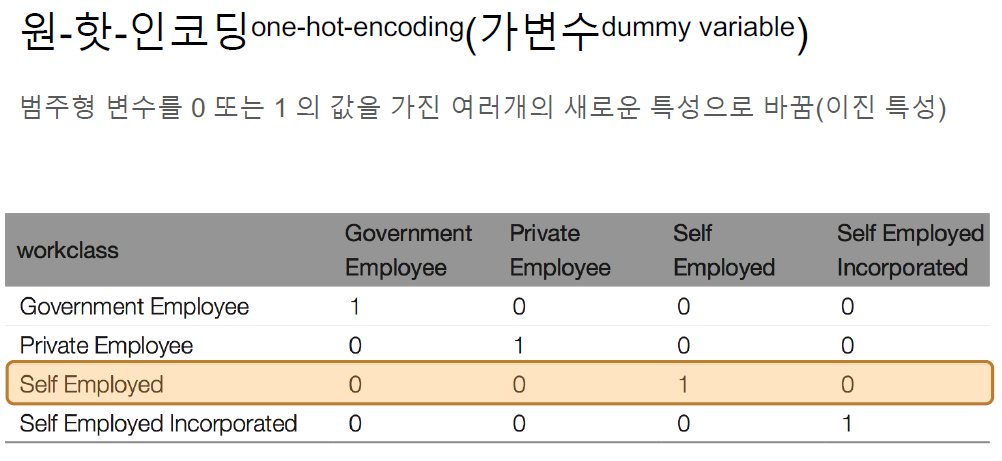 원-핫-인코딩one-hot-encoding(가변수dummy variable)
범주형 변수를 0 또는 1 의 값을 가진 여러개의 새로운 특성으로 바꿈(이진 특성)
workclass Government Employee Private Employee Self Employed Self Employed Incorporated
Government Employee 1 0 0 0
Private Employee 0 1 0 0
Self Employed 0 0 1 0
Self Employed Incorporated 0 0 0 1